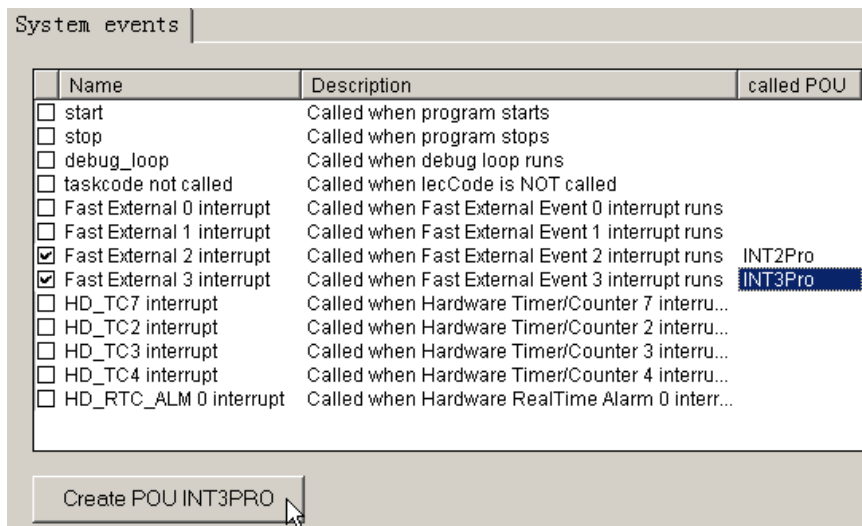 System events
Name Description called POU
start Called when program starts
stop Called when program stops
debug_loop Called when debug loop runs
taskcode not called Called when IecCode is NOT called
Fast External 0 interrupt Called when Fast External Event 0 interrupt runs
Fast External 1 interrupt Called when Fast External Event 1 interrupt runs
Fast External 2 interrupt Called when Fast External Event 2 interrupt runs INT2Pro
Fast External 3 interrupt Called when Fast External Event 3 interrupt runs INT3Pro
HD_TC7 interrupt Called when Hardware Timer/Counter 7 interru...
HD_TC2 interrupt Called when Hardware Timer/Counter 2 interru...
HD_TC3 interrupt Called when Hardware Timer/Counter 3 interru...
HD_TC4 interrupt Called when Hardware Timer/Counter 4 interru...
HD_RTC_ALM 0 interrupt Called when Hardware RealTime Alarm 0 interr...
Create POU INT3PRO